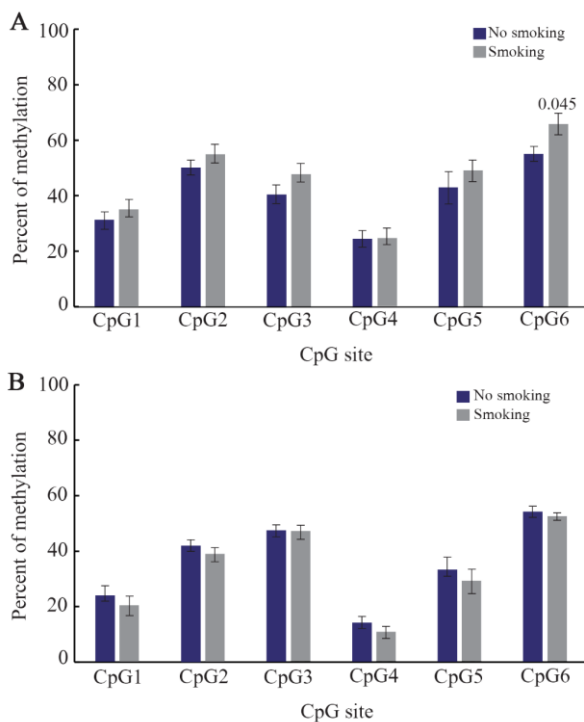 A
100
No smoking
Smoking
80
0.045
60
40
20
0
Percent of methylation
CpG1 CpG2 CpG3 CpG4 CpG5 CpG6
CpG site
B
100
No smoking
Smoking
80
60
40
20
0
Percent of methylation
CpG1 CpG2 CpG3 CpG4 CpG5 CpG6
CpG site